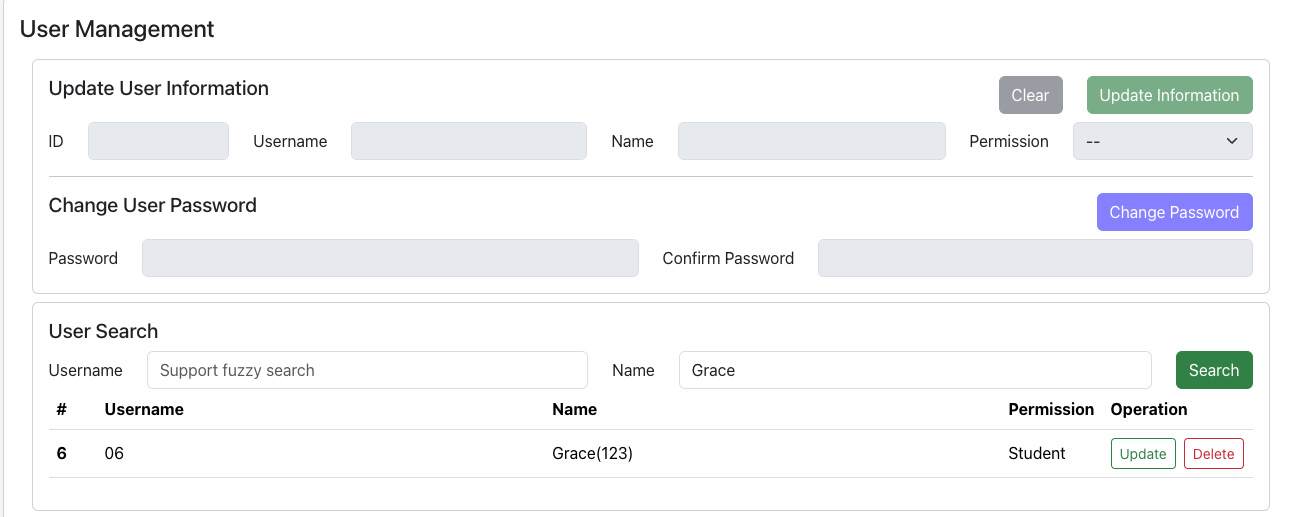 User Management
Update User Information
Clear
Update Information
ID
Username
Name
Permission
--
Change User Password
Change Password
Password
Confirm Password
User Search
Username
Support fuzzy search
Name
Grace
Search
# Username Name Permission Operation
6 06 Grace(123) Student Update Delete